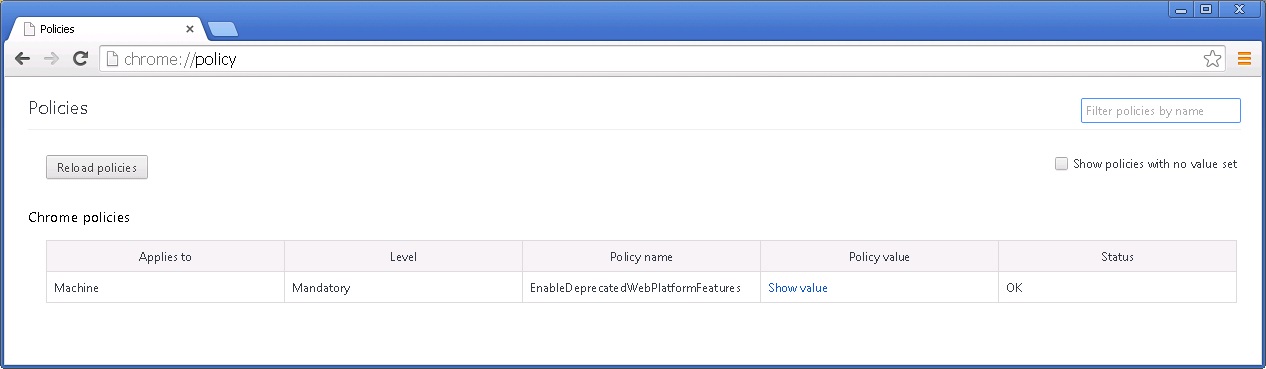 Policies
chrome://policy
Policies
Filter policies by name
Reload policies
Show policies with no value set
Chrome policies
Applies to Level Policy name Policy value Status
Machine Mandatory EnableDeprecatedWebPlatformFeatures Show value OK